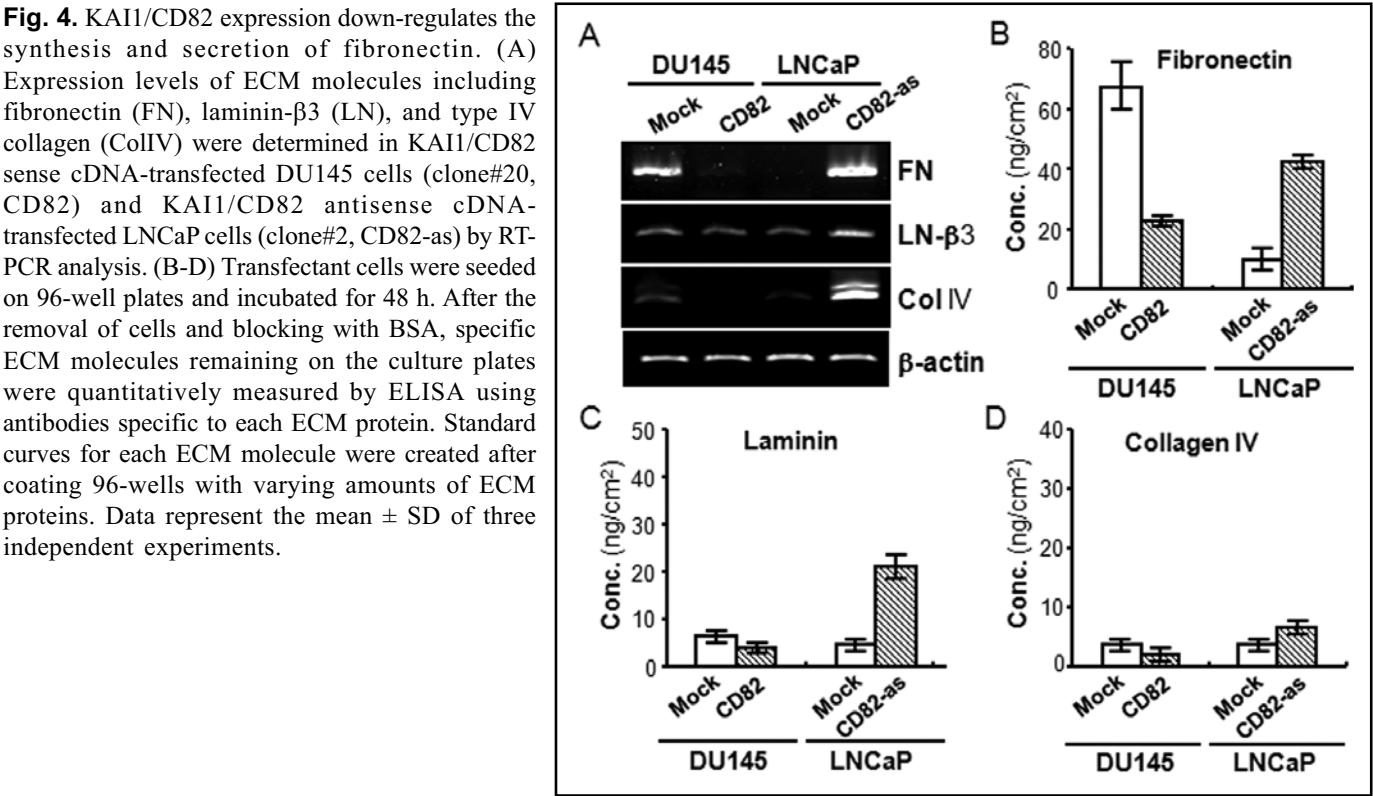 Fig. 4. KAI1/CD82 expression down-regulates the
synthesis and secretion of fibronectin. (A)
Expression levels of ECM molecules including
fibronectin (FN), laminin-β3 (LN), and type IV
collagen (ColIV) were determined in KAI1/CD82
sense cDNA-transfected DU145 cells (clone#20,
CD82) and KAI1/CD82 antisense cDNA-
transfected LNCaP cells (clone#2, CD82-as) by RT-
PCR analysis. (B-D) Transfectant cells were seeded
on 96-well plates and incubated for 48 h. After the
removal of cells and blocking with BSA, specific
ECM molecules remaining on the culture plates
were quantitatively measured by ELISA using
antibodies specific to each ECM protein. Standard
curves for each ECM molecule were created after
coating 96-wells with varying amounts of ECM
proteins. Data represent the mean ± SD of three
independent experiments.
A
DU145 LNCaP
Mock CD82 Mock CD82-as
FN
LN-β3
Col IV
β-actin
B
Fibronectin
Conc. (ng/cm²)
80
60
40
20
0
Mock CD82 Mock CD82-as
DU145 LNCaP
C
Laminin
Conc. (ng/cm²)
50
40
30
20
10
0
Mock CD82 Mock CD82-as
DU145 LNCaP
D
Collagen IV
Conc. (ng/cm²)
40
30
20
10
0
Mock CD82 Mock CD82-as
DU145 LNCaP